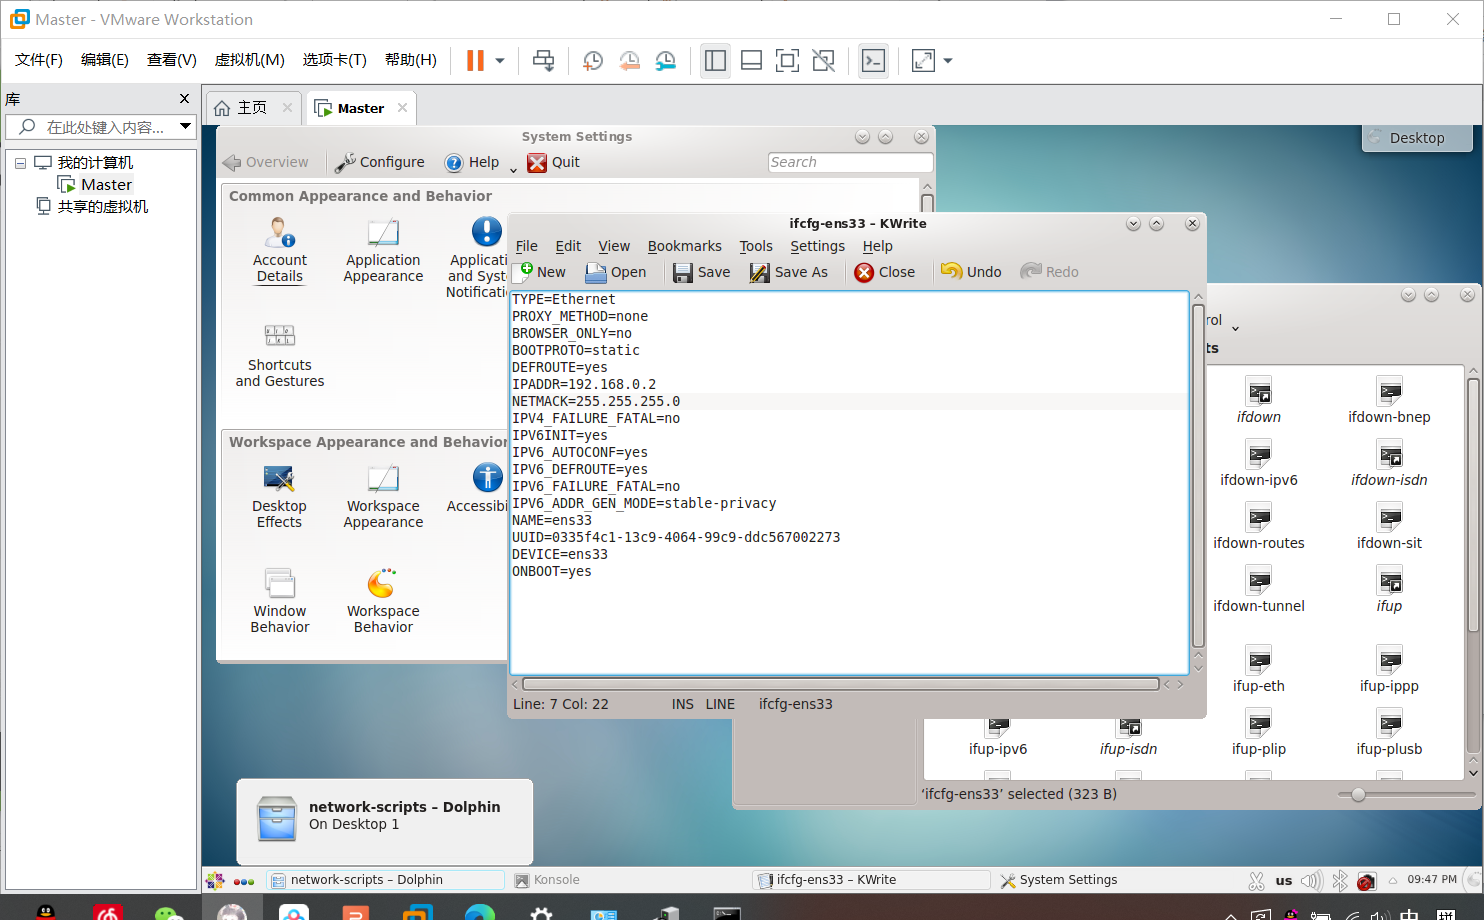 Master - VMware Workstation
文件(F) 编辑(E) 查看(V) 虚拟机(M) 选项卡(T) 帮助(H)
库
在此处键入内容...
我的计算机
Master
共享的虚拟机
主页
Master
Desktop
System Settings
Overview Configure Help Quit Search
Common Appearance and Behavior
Account Details
Application Appearance
Applicati and Syst Notificati
Shortcuts and Gestures
Workspace Appearance and Behavior
Desktop Effects
Workspace Appearance
Accessibi
Window Behavior
Workspace Behavior
ifcfg-ens33 – KWrite
File Edit View Bookmarks Tools Settings Help
New Open Save Save As Close Undo Redo
TYPE=Ethernet
PROXY_METHOD=none
BROWSER_ONLY=no
BOOTPROTO=static
DEFROUTE=yes
IPADDR=192.168.0.2
NETMACK=255.255.255.0
IPV4_FAILURE_FATAL=no
IPV6INIT=yes
IPV6_AUTOCONF=yes
IPV6_DEFROUTE=yes
IPV6_FAILURE_FATAL=no
IPV6_ADDR_GEN_MODE=stable-privacy
NAME=ens33
UUID=0335f4c1-13c9-4064-99c9-ddc567002273
DEVICE=ens33
ONBOOT=yes
Line: 7 Col: 22 INS LINE ifcfg-ens33
rol
ts
ifdown ifdown-bnep
ifdown-ipv6 ifdown-isdn
ifdown-routes ifdown-sit
ifdown-tunnel ifup
ifup-eth ifup-ippp
ifup-ipv6 ifup-isdn ifup-plip ifup-plusb
‘ifcfg-ens33’ selected (323 B)
network-scripts – Dolphin
On Desktop 1
network-scripts – Dolphin Konsole ifcfg-ens33 – KWrite System Settings us 09:47 PM
中 拼